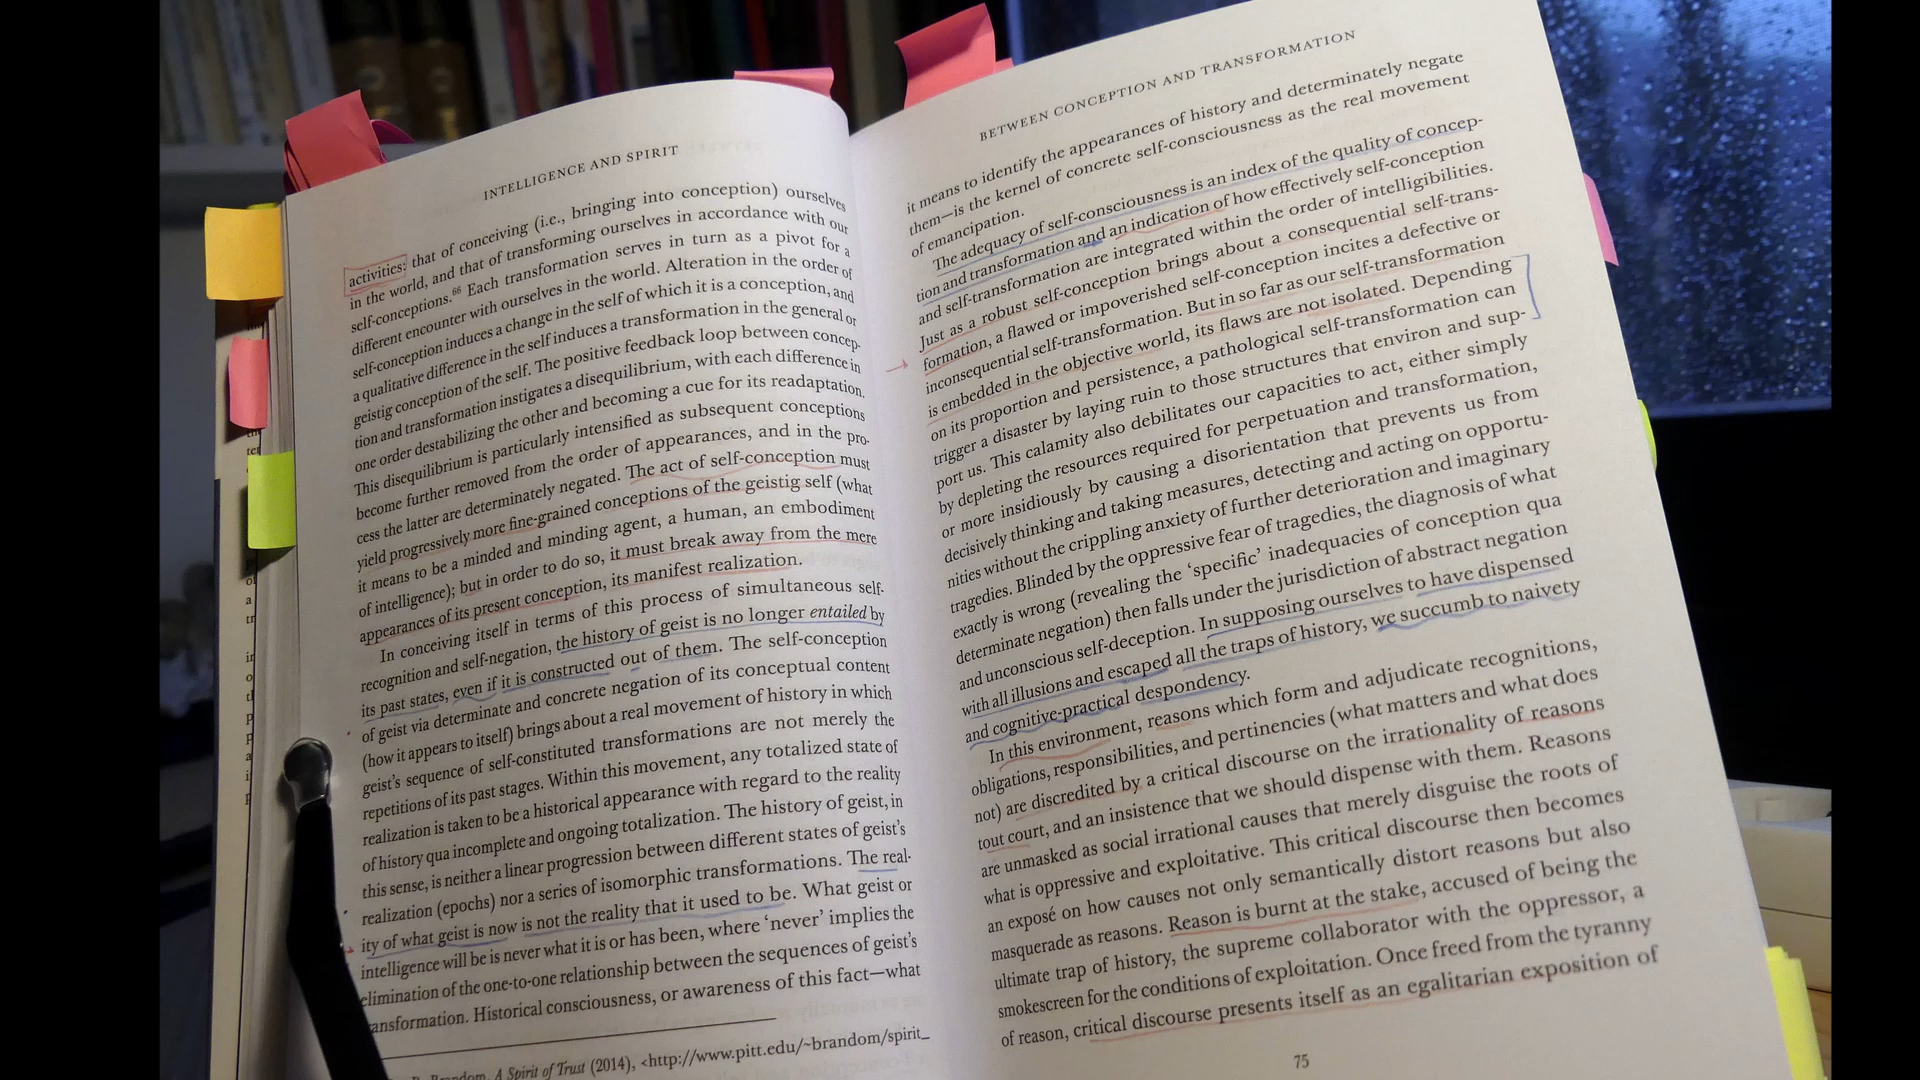 INTELLIGENCE AND SPIRIT
activities: that of conceiving (i.e., bringing into conception) ourselves
in the world, and that of transforming ourselves in accordance with our
self-conceptions.⁶⁶ Each transformation serves in turn as a pivot for a
different encounter with ourselves in the world. Alteration in the order of
self-conception induces a change in the self of which it is a conception, and
a qualitative difference in the self induces a transformation in the general or
geistig conception of the self. The positive feedback loop between concep-
tion and transformation instigates a disequilibrium, with each difference in
one order destabilizing the other and becoming a cue for its readaptation.
This disequilibrium is particularly intensified as subsequent conceptions
become further removed from the order of appearances, and in the pro-
cess the latter are determinately negated. The act of self-conception must
yield progressively more fine-grained conceptions of the geistig self (what
it means to be a minded and minding agent, a human, an embodiment
of intelligence); but in order to do so, it must break away from the mere
appearances of its present conception, its manifest realization.
In conceiving itself in terms of this process of simultaneous self-
recognition and self-negation, the history of geist is no longer entailed by
its past states, even if it is constructed out of them. The self-conception
of geist via determinate and concrete negation of its conceptual content
(how it appears to itself) brings about a real movement of history in which
geist's sequence of self-constituted transformations are not merely the
repetitions of its past stages. Within this movement, any totalized state of
realization is taken to be a historical appearance with regard to the reality
of history qua incomplete and ongoing totalization. The history of geist, in
this sense, is neither a linear progression between different states of geist's
realization (epochs) nor a series of isomorphic transformations. The real-
ity of what geist is now is not the reality that it used to be. What geist or
intelligence will be is never what it is or has been, where 'never' implies the
elimination of the one-to-one relationship between the sequences of geist's
ansformation. Historical consciousness, or awareness of this fact—what
Brandom, A Spirit of Trust (2014), <http://www.pitt.edu/~brandom/spirit_
BETWEEN CONCEPTION AND TRANSFORMATION
it means to identify the appearances of history and determinately negate
them—is the kernel of concrete self-consciousness as the real movement
of emancipation.
The adequacy of self-consciousness is an index of the quality of concep-
tion and transformation and an indication of how effectively self-conception
and self-transformation are integrated within the order of intelligibilities.
Just as a robust self-conception brings about a consequential self-trans-
formation, a flawed or impoverished self-conception incites a defective or
inconsequential self-transformation. But in so far as our self-transformation
is embedded in the objective world, its flaws are not isolated. Depending
on its proportion and persistence, a pathological self-transformation can
trigger a disaster by laying ruin to those structures that environ and sup-
port us. This calamity also debilitates our capacities to act, either simply
by depleting the resources required for perpetuation and transformation,
or more insidiously by causing a disorientation that prevents us from
decisively thinking and taking measures, detecting and acting on opportu-
nities without the crippling anxiety of further deterioration and imaginary
tragedies. Blinded by the oppressive fear of tragedies, the diagnosis of what
exactly is wrong (revealing the 'specific' inadequacies of conception qua
determinate negation) then falls under the jurisdiction of abstract negation
and unconscious self-deception. In supposing ourselves to have dispensed
with all illusions and escaped all the traps of history, we succumb to naivety
and cognitive-practical despondency.
In this environment, reasons which form and adjudicate recognitions,
obligations, responsibilities, and pertinencies (what matters and what does
not) are discredited by a critical discourse on the irrationality of reasons
tout court, and an insistence that we should dispense with them. Reasons
are unmasked as social irrational causes that merely disguise the roots of
what is oppressive and exploitative. This critical discourse then becomes
an exposé on how causes not only semantically distort reasons but also
masquerade as reasons. Reason is burnt at the stake, accused of being the
ultimate trap of history, the supreme collaborator with the oppressor, a
smokescreen for the conditions of exploitation. Once freed from the tyranny
of reason, critical discourse presents itself as an egalitarian exposition of
75